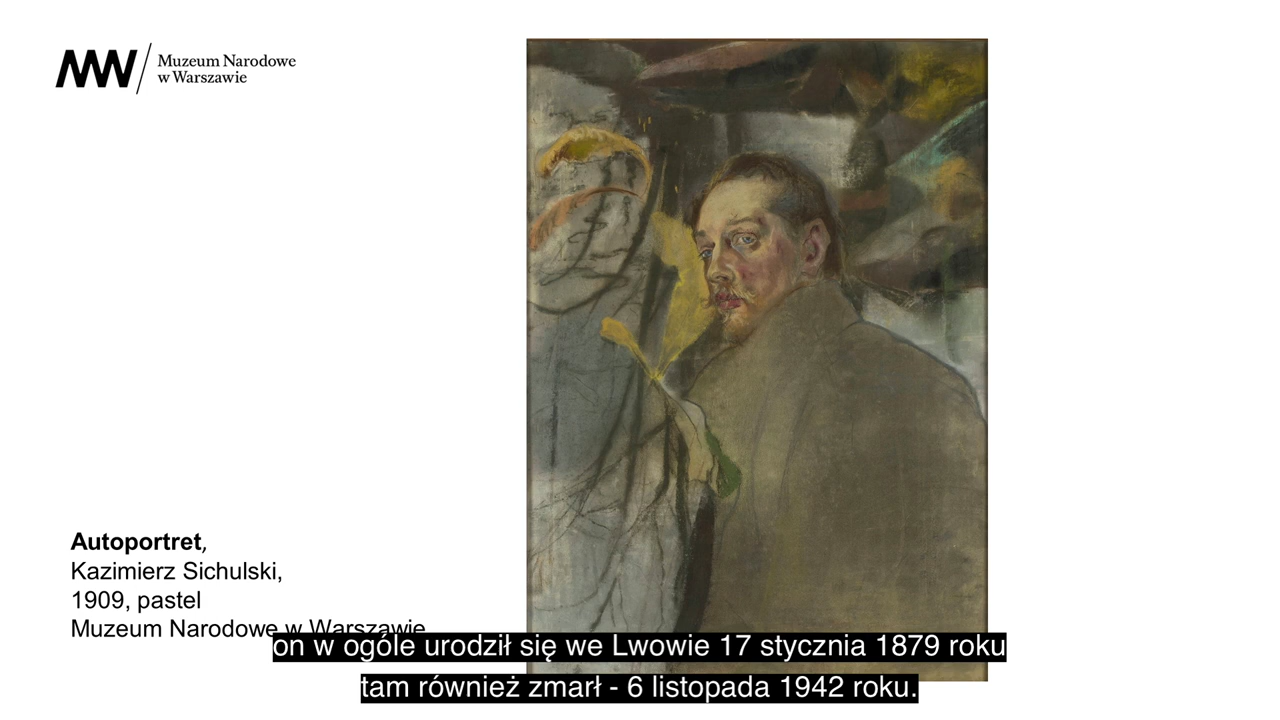 Muzeum Narodowe
w Warszawie
Autoportret,
Kazimierz Sichulski,
1909, pastel
Muzeum Narodowe w Warszawie
on w ogóle urodził się we Lwowie 17 stycznia 1879 roku
tam również zmarł - 6 listopada 1942 roku.